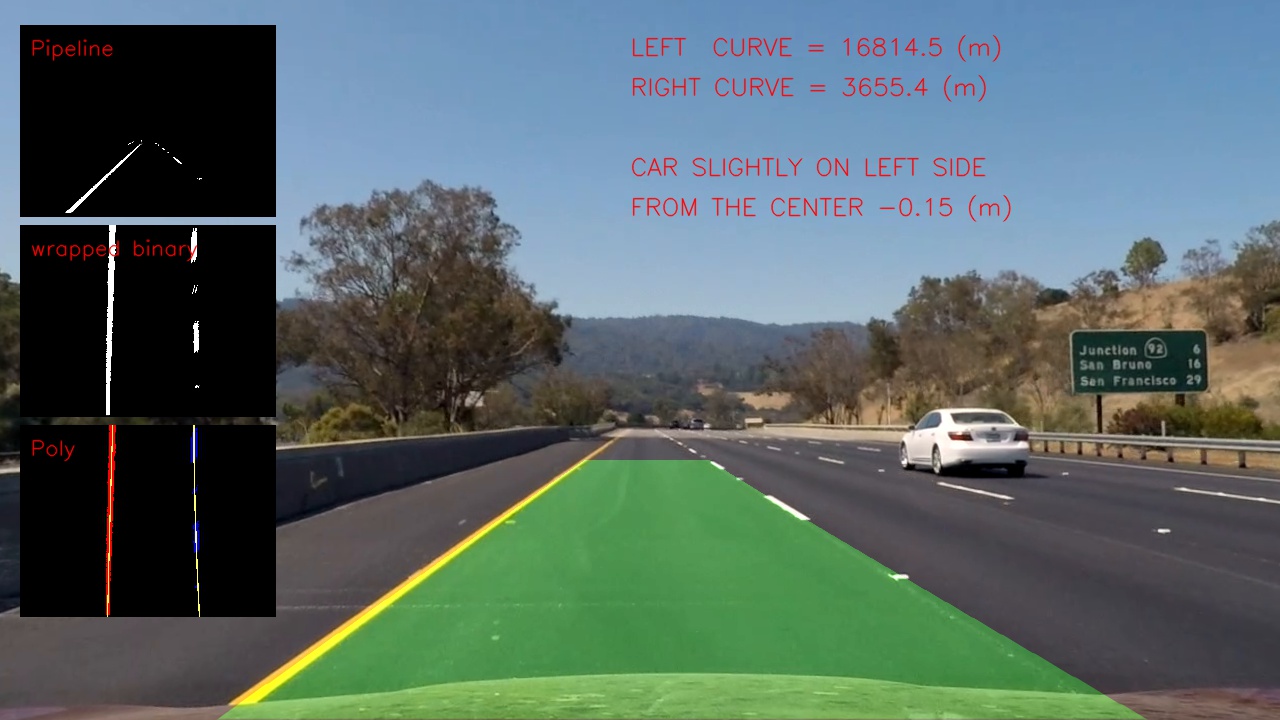 Pipeline
wrapped binary
Poly
LEFT CURVE = 16814.5 (m)
RIGHT CURVE = 3655.4 (m)
CAR SLIGHTLY ON LEFT SIDE
FROM THE CENTER -0.15 (m)
Junction 92 6
San Bruno 16
San Francisco 29